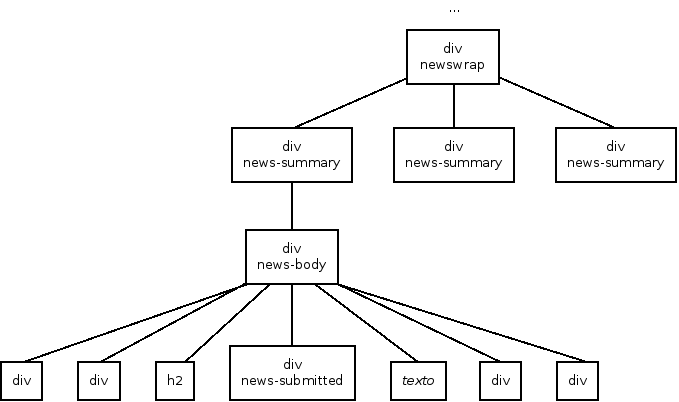 ...
div
newswrap
div
news-summary
div
news-summary
div
news-summary
div
news-body
div
div
h2
div
news-submitted
texto
div
div